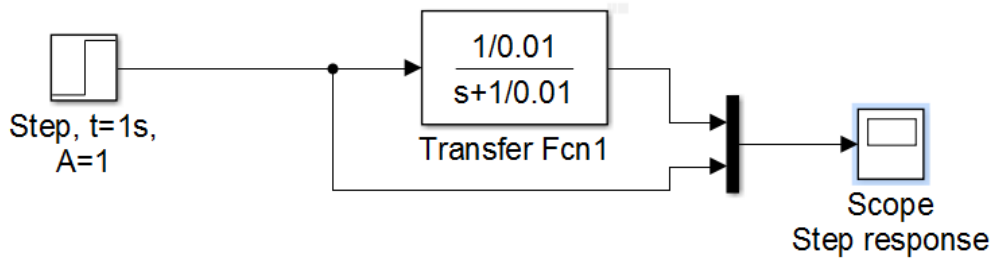 Step, t=1s,
A=1
1/0.01
s+1/0.01
Transfer Fcn1
Scope
Step response